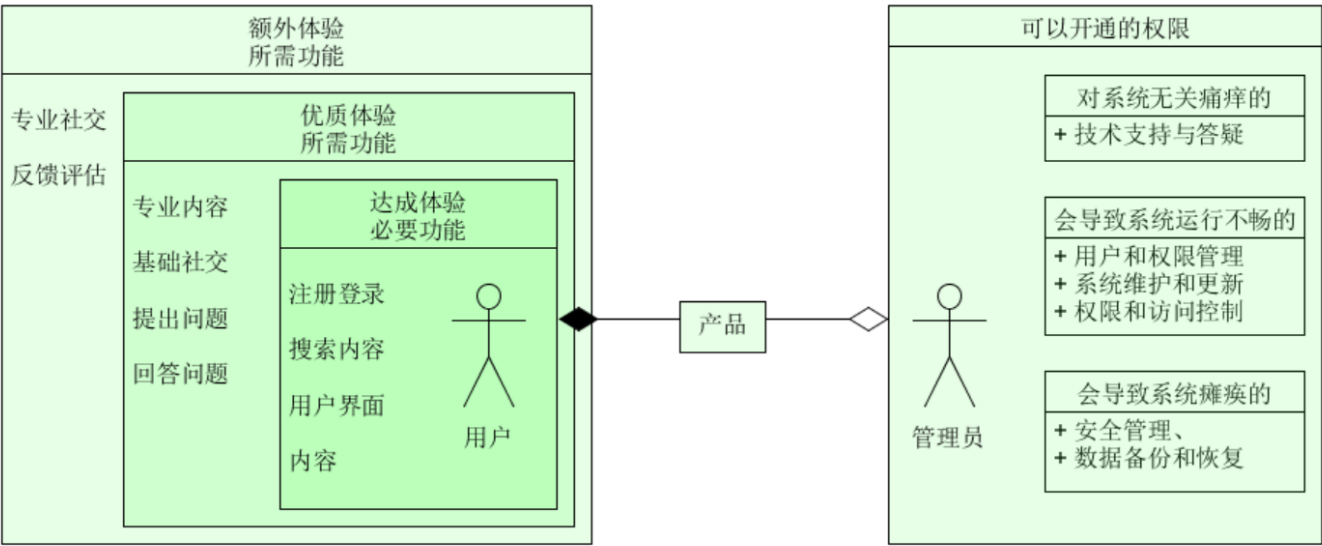 额外体验
所需功能
专业社交
反馈评估
优质体验
所需功能
专业内容
基础社交
提出问题
回答问题
达成体验
必要功能
注册登录
搜索内容
用户界面
内容
用户
产品
可以开通的权限
管理员
对系统无关痛痒的
+ 技术支持与答疑
会导致系统运行不畅的
+ 用户和权限管理
+ 系统维护和更新
+ 权限和访问控制
会导致系统瘫痪的
+ 安全管理、
+ 数据备份和恢复